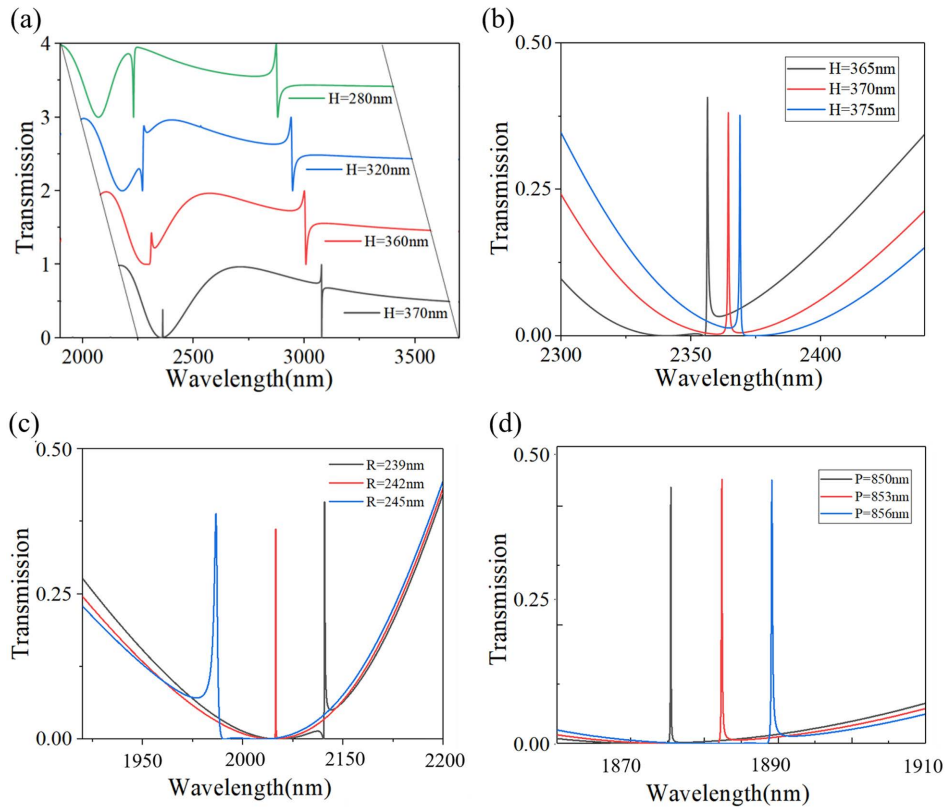 (a)
Transmission
4
3
2
1
0
H=280nm
H=320nm
H=360nm
H=370nm
2000 2500 3000 3500
Wavelength(nm)
(b)
Transmission
0.50
0.25
0.00
H=365nm
H=370nm
H=375nm
2300 2350 2400
Wavelength(nm)
(c)
Transmission
0.50
0.25
0.00
R=239nm
R=242nm
R=245nm
1950 2000 2150 2200
Wavelength(nm)
(d)
Transmission
0.50
0.25
0.00
P=850nm
P=853nm
P=856nm
1870 1890 1910
Wavelength(nm)